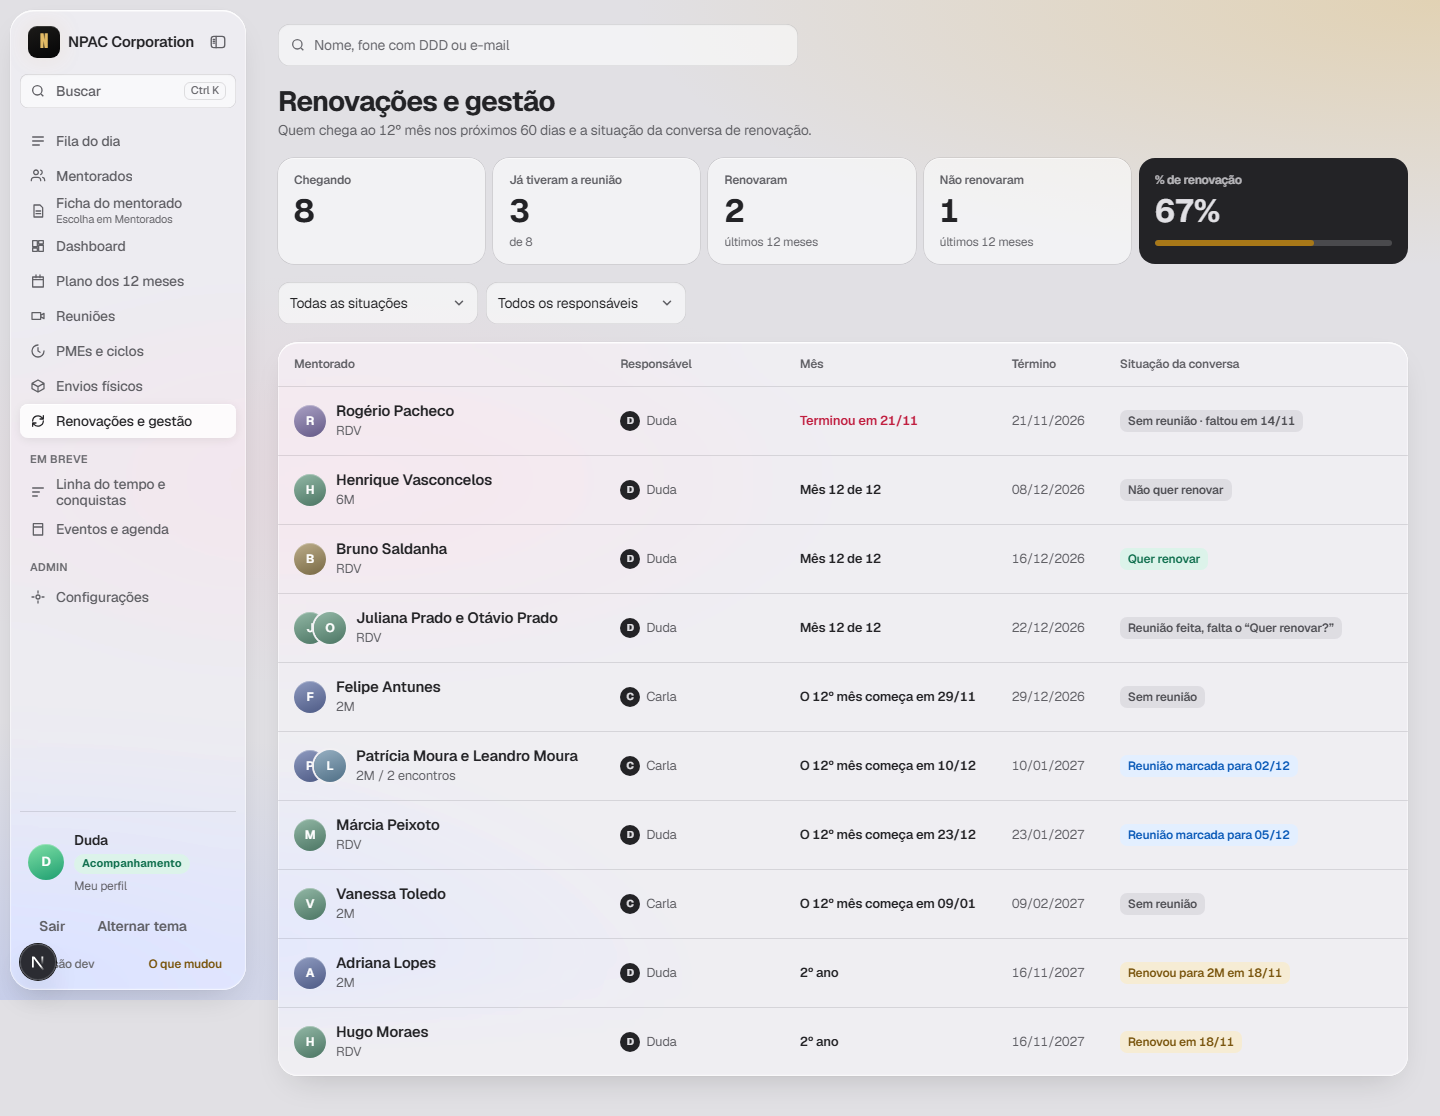 N NPAC Corporation
Buscar Ctrl K
Fila do dia
Mentorados
Ficha do mentorado
Escolha em Mentorados
Dashboard
Plano dos 12 meses
Reuniões
PMEs e ciclos
Envios físicos
Renovações e gestão
EM BREVE
Linha do tempo e
conquistas
Eventos e agenda
ADMIN
Configurações
D
Duda
Acompanhamento
Meu perfil
Sair Alternar tema
N ão dev O que mudou
Nome, fone com DDD ou e-mail
Renovações e gestão
Quem chega ao 12º mês nos próximos 60 dias e a situação da conversa de renovação.
Chegando
8
Já tiveram a reunião
3
de 8
Renovaram
2
últimos 12 meses
Não renovaram
1
últimos 12 meses
% de renovação
67%
Todas as situações Todos os responsáveis
Mentorado Responsável Mês Término Situação da conversa
R Rogério Pacheco D Duda Terminou em 21/11 21/11/2026 Sem reunião · faltou em 14/11
RDV
H Henrique Vasconcelos D Duda Mês 12 de 12 08/12/2026 Não quer renovar
6M
B Bruno Saldanha D Duda Mês 12 de 12 16/12/2026 Quer renovar
RDV
J O Juliana Prado e Otávio Prado D Duda Mês 12 de 12 22/12/2026 Reunião feita, falta o “Quer renovar?”
RDV
F Felipe Antunes C Carla O 12º mês começa em 29/11 29/12/2026 Sem reunião
2M
P L Patrícia Moura e Leandro Moura C Carla O 12º mês começa em 10/12 10/01/2027 Reunião marcada para 02/12
2M / 2 encontros
M Márcia Peixoto D Duda O 12º mês começa em 23/12 23/01/2027 Reunião marcada para 05/12
RDV
V Vanessa Toledo C Carla O 12º mês começa em 09/01 09/02/2027 Sem reunião
2M
A Adriana Lopes D Duda 2º ano 16/11/2027 Renovou para 2M em 18/11
2M
H Hugo Moraes D Duda 2º ano 16/11/2027 Renovou em 18/11
RDV